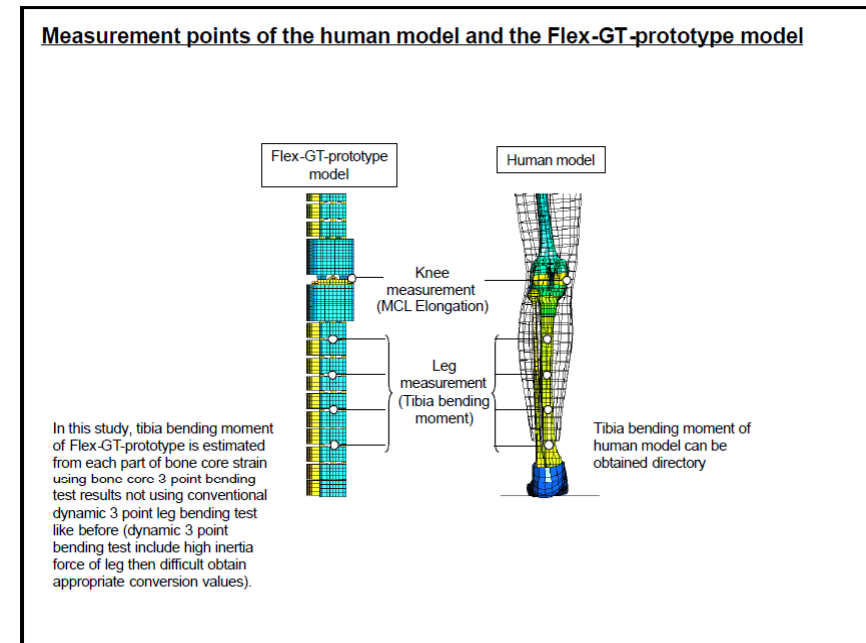 Measurement points of the human model and the Flex-GT-prototype model
Flex-GT-prototype
model
Human model
Knee
measurement
(MCL Elongation)
Leg
measurement
(Tibia bending
moment)
In this study, tibia bending moment
of Flex-GT-prototype is estimated
from each part of bone core strain
using bone core 3 point bending
test results not using conventional
dynamic 3 point leg bending test
like before (dynamic 3 point
bending test include high inertia
force of leg then difficult obtain
appropriate conversion values).
Tibia bending moment of
human model can be
obtained directory